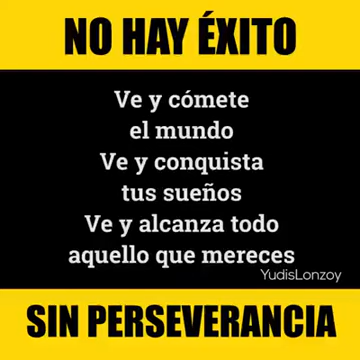 NO HAY ÉXITO
Ve y cómete
el mundo
Ve y conquista
tus sueños
Ve y alcanza todo
aquello que mereces
YudisLonzoy
SIN PERSEVERANCIA